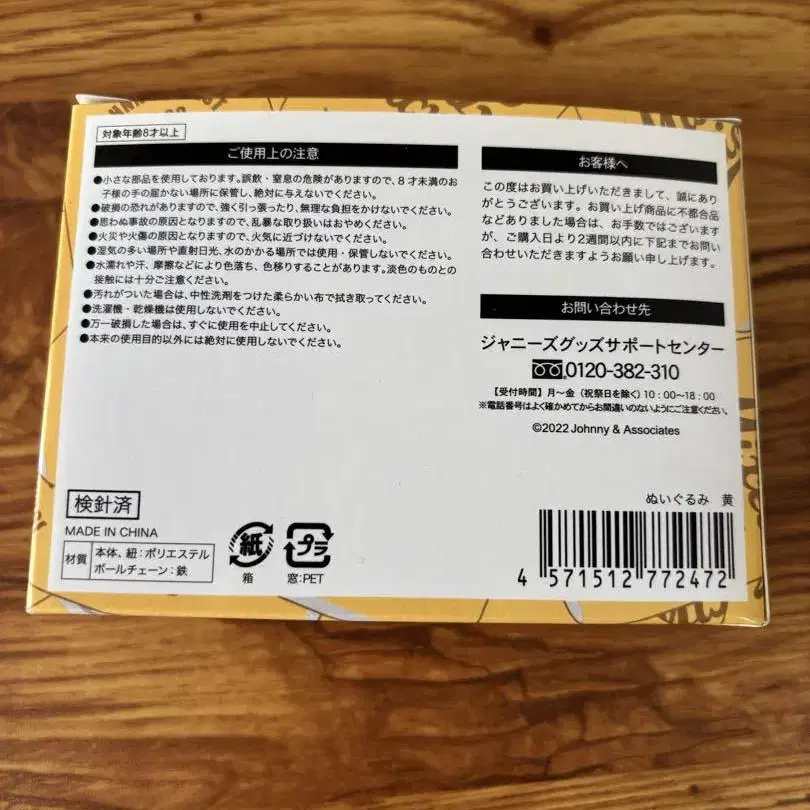 対象年齢8才以上
ご使用上の注意
●小さな部品を使用しております。誤飲・窒息の危険がありますので、8才未満のお
子様の手の届かない場所に保管し、絶対に与えないでください。
●破損の恐れがありますので、強く引っ張ったり、無理な負担をかけないでください。
●思わぬ事故の原因となりますので、乱暴な取り扱いはおやめください。
●火災や火傷の原因となりますので、火気に近づけないでください。
●湿気の多い場所や直射日光、水のかかる場所では使用・保管しないでください。
●水濡れや汗、摩擦などにより色落ち、色移りすることがあります。淡色のものとの
接触には十分ご注意ください。
●汚れがついた場合は、中性洗剤をつけた柔らかい布で拭き取ってください。
●洗濯機・乾燥機は使用しないでください。
●万一破損した場合は、すぐに使用を中止してください。
●本来の使用目的以外には絶対に使用しないでください。
お客様へ
この度はお買い上げいただきまして、誠にあり
がとうございます。お買い上げ商品に不都合品
などありました場合は、お手数ではございます
が、ご購入日より2週間以内に下記までお問い
合わせいただきますようお願い申し上げます。
お問い合わせ先
ジャニーズグッズサポートセンター
0120-382-310
【受付時間】月〜金（祝祭日を除く）10：00〜18：00
※電話番号はよく確かめてからお間違いのないようにご注意ください。
©2022 Johnny & Associates
検針済
MADE IN CHINA
材質
本体、紐：ポリエステル
ボールチェーン：鉄
紙
箱
プラ
窓:PET
ぬいぐるみ 黄
4 571512 772472